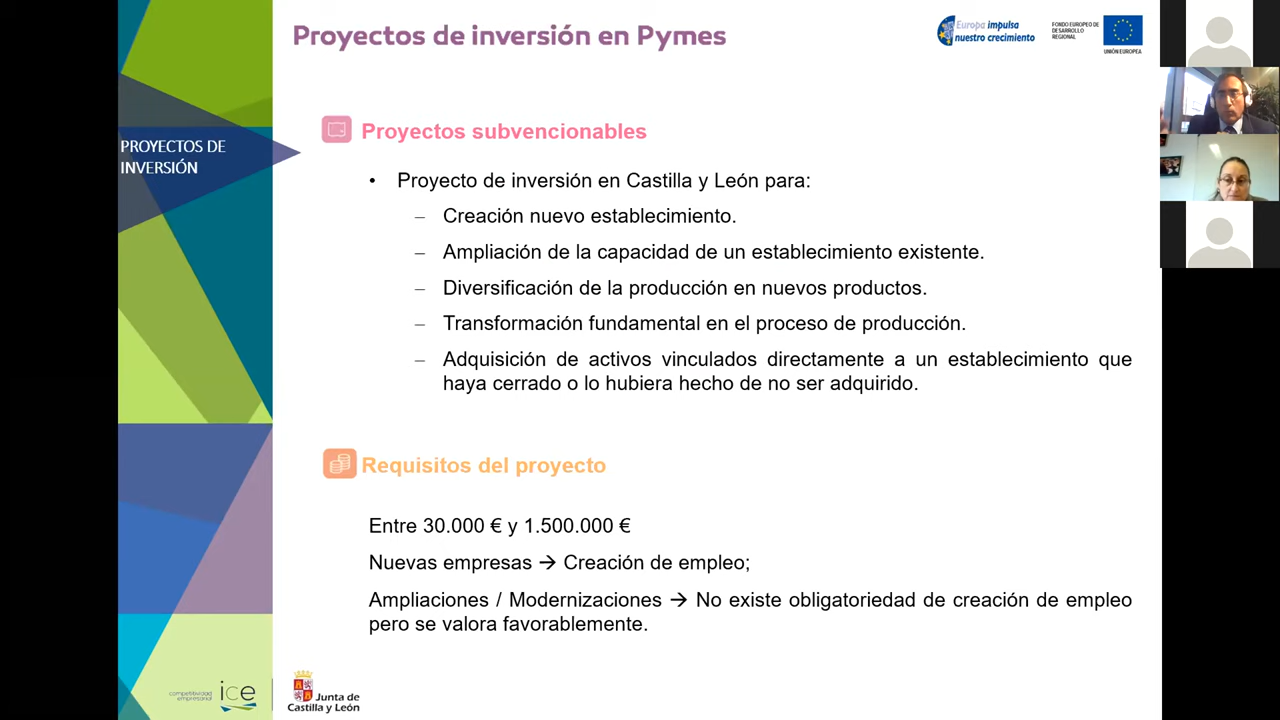 Proyectos de inversión en Pymes
Europa impulsa
nuestro crecimiento
FONDO EUROPEO DE
DESARROLLO
REGIONAL
UNIÓN EUROPEA
PROYECTOS DE
INVERSIÓN
Proyectos subvencionables
• Proyecto de inversión en Castilla y León para:
– Creación nuevo establecimiento.
– Ampliación de la capacidad de un establecimiento existente.
– Diversificación de la producción en nuevos productos.
– Transformación fundamental en el proceso de producción.
– Adquisición de activos vinculados directamente a un establecimiento que
haya cerrado o lo hubiera hecho de no ser adquirido.
Requisitos del proyecto
Entre 30.000 € y 1.500.000 €
Nuevas empresas → Creación de empleo;
Ampliaciones / Modernizaciones → No existe obligatoriedad de creación de empleo
pero se valora favorablemente.
competitividad
empresarial
ice
Junta de
Castilla y León